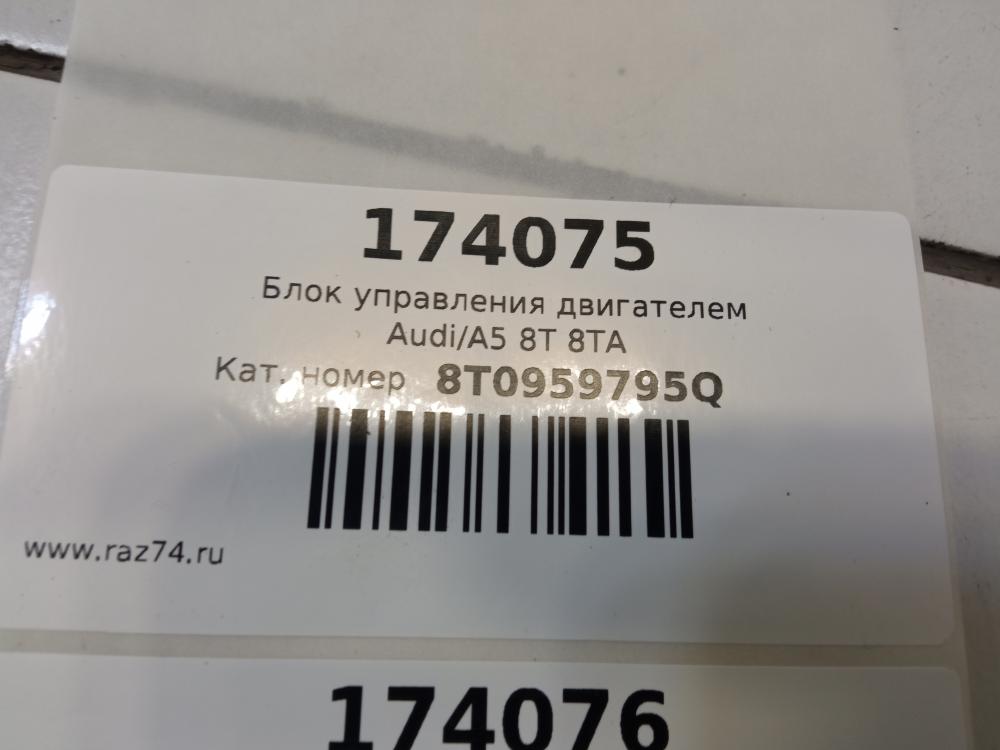 174075
Блок управления двигателем
Audi/A5 8T 8TA
Кат. номер 8T0959795Q
www.raz74.ru
174076